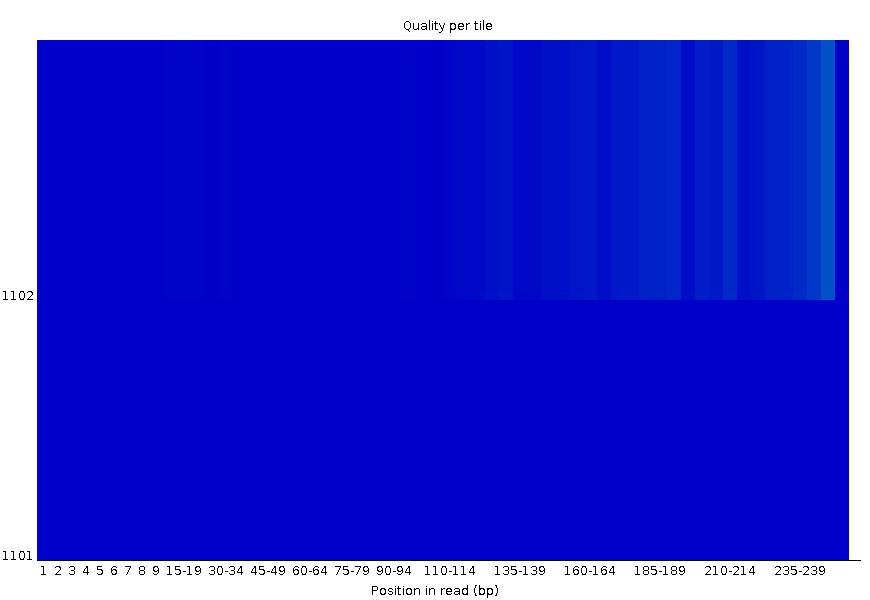 Quality per tile
1102
1101
1 2 3 4 5 6 7 8 9 15-19 30-34 45-49 60-64 75-79 90-94 110-114 135-139 160-164 185-189 210-214 235-239
Position in read (bp)